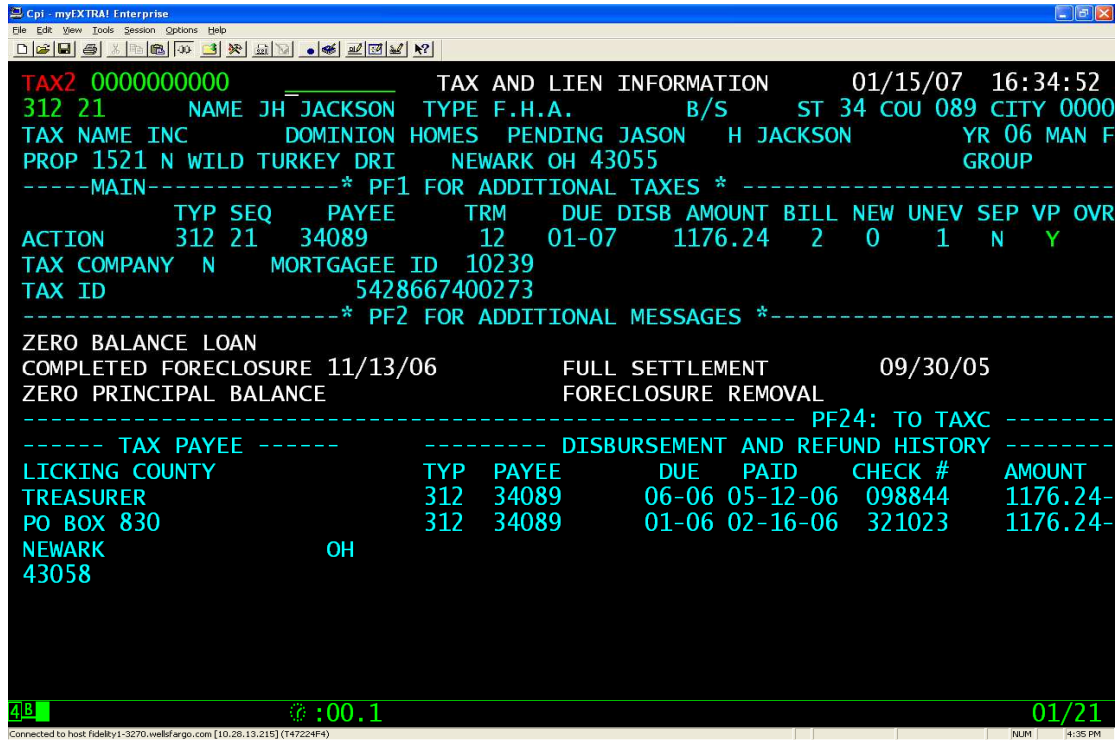 Cpi - myEXTRA! Enterprise
File Edit View Tools Session Options Help
TAX2 0000000000 __________ TAX AND LIEN INFORMATION 01/15/07 16:34:52
312 21 NAME JH JACKSON TYPE F.H.A. B/S ST 34 COU 089 CITY 0000
TAX NAME INC DOMINION HOMES PENDING JASON H JACKSON YR 06 MAN F
PROP 1521 N WILD TURKEY DRI NEWARK OH 43055 GROUP
-----MAIN--------------* PF1 FOR ADDITIONAL TAXES * ----------------------------
TYP SEQ PAYEE TRM DUE DISB AMOUNT BILL NEW UNEV SEP VP OVR
ACTION 312 21 34089 12 01-07 1176.24 2 0 1 N Y
TAX COMPANY N MORTGAGEE ID 10239
TAX ID 5428667400273
-----------------------* PF2 FOR ADDITIONAL MESSAGES *--------------------------
ZERO BALANCE LOAN
COMPLETED FORECLOSURE 11/13/06 FULL SETTLEMENT 09/30/05
ZERO PRINCIPAL BALANCE FORECLOSURE REMOVAL
--------------------------------------------------------- PF24: TO TAXC --------
------ TAX PAYEE ------ --------- DISBURSEMENT AND REFUND HISTORY --------
LICKING COUNTY TYP PAYEE DUE PAID CHECK # AMOUNT
TREASURER 312 34089 06-06 05-12-06 098844 1176.24-
PO BOX 830 312 34089 01-06 02-16-06 321023 1176.24-
NEWARK OH
43058
4B :00.1 01/21
Connected to host fidelity1-3270.wellsfargo.com [10.28.13.215] (T47224F4) NUM 4:35 PM